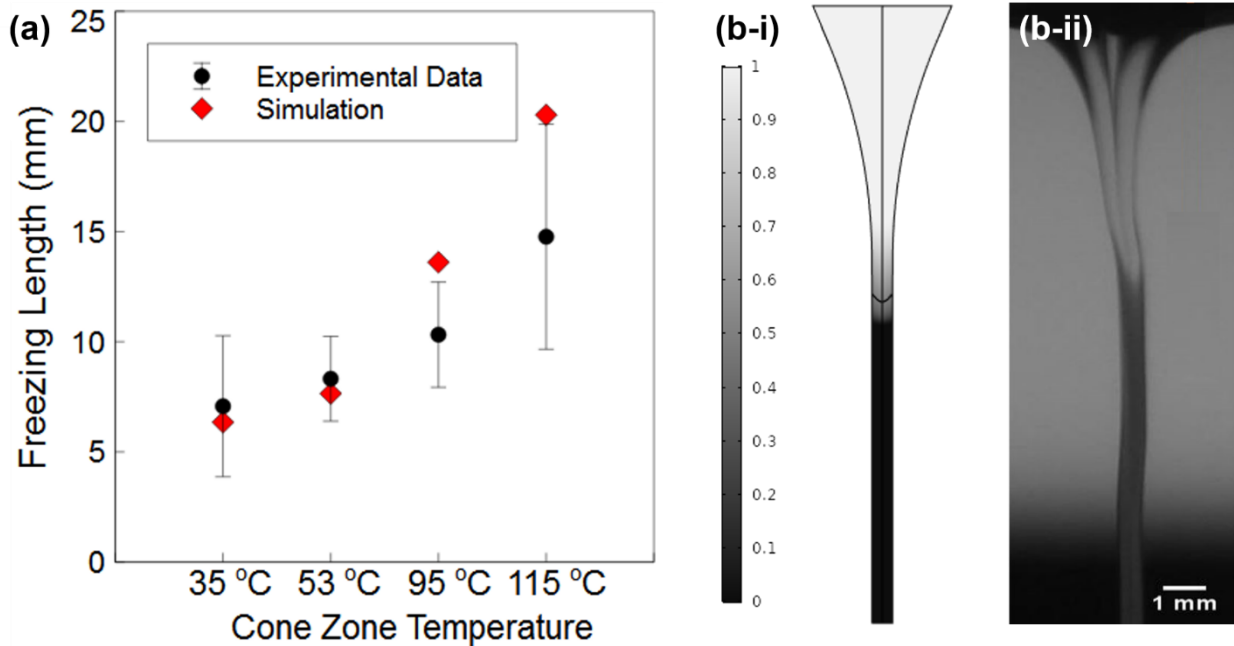 (a)
25
20
15
10
5
0
Freezing Length (mm)
Experimental Data
Simulation
35 °C 53 °C 95 °C 115 °C
Cone Zone Temperature
(b-i)
1
0.9
0.8
0.7
0.6
0.5
0.4
0.3
0.2
0.1
0
(b-ii)
1 mm